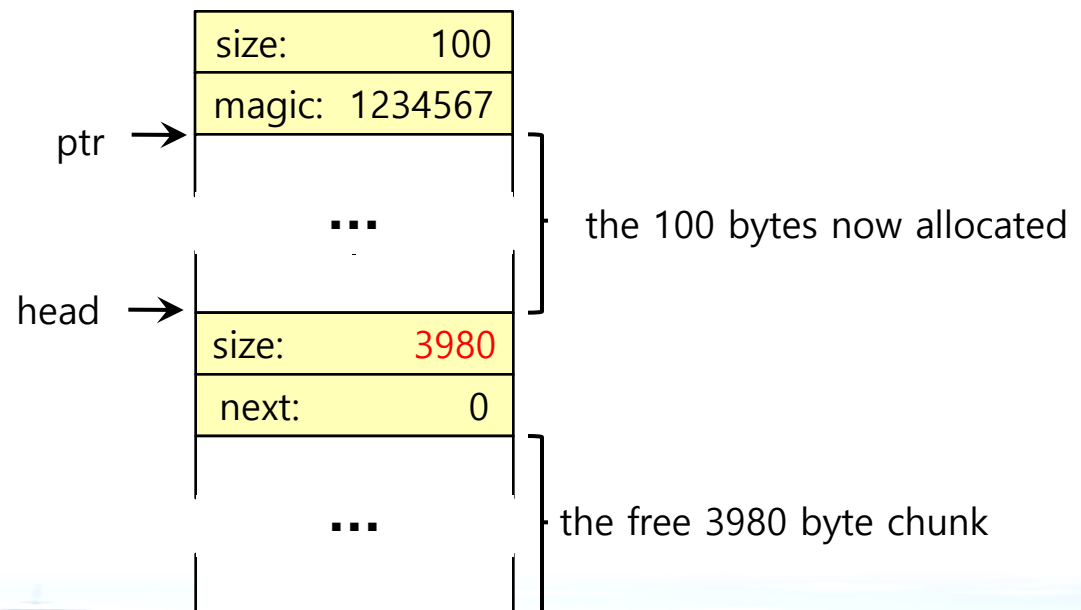 size: 100
magic: 1234567
ptr
...
the 100 bytes now allocated
head
size: 3980
next: 0
...
the free 3980 byte chunk